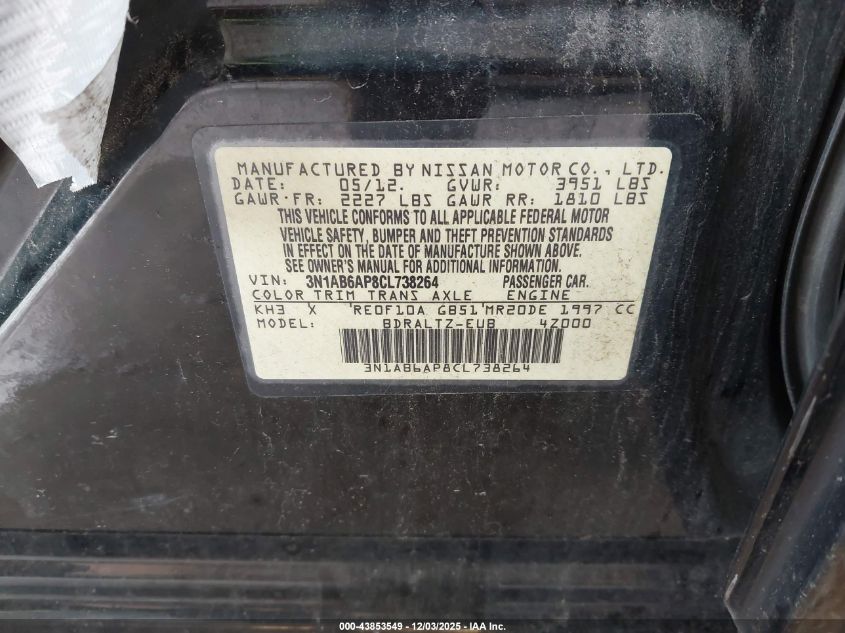 MANUFACTURED BY NISSAN MOTOR CO., LTD.
DATE: 05/12. GVWR: 3951 LBS
GAWR FR: 2227 LBS GAWR RR: 1810 LBS
THIS VEHICLE CONFORMS TO ALL APPLICABLE FEDERAL MOTOR
VEHICLE SAFETY, BUMPER AND THEFT PREVENTION STANDARDS
IN EFFECT ON THE DATE OF MANUFACTURE SHOWN ABOVE.
SEE OWNER'S MANUAL FOR ADDITIONAL INFORMATION.
VIN: 3N1AB6AP8CL738264 PASSENGER CAR.
COLOR TRIM TRANS AXLE ENGINE
KH3 X RE0F10A GB51 MR20DE 1997 CC
MODEL: BDRALTZ-EUB 4Z000
3N1AB6AP8CL738264
000-43853549 - 12/03/2025 - IAA Inc.